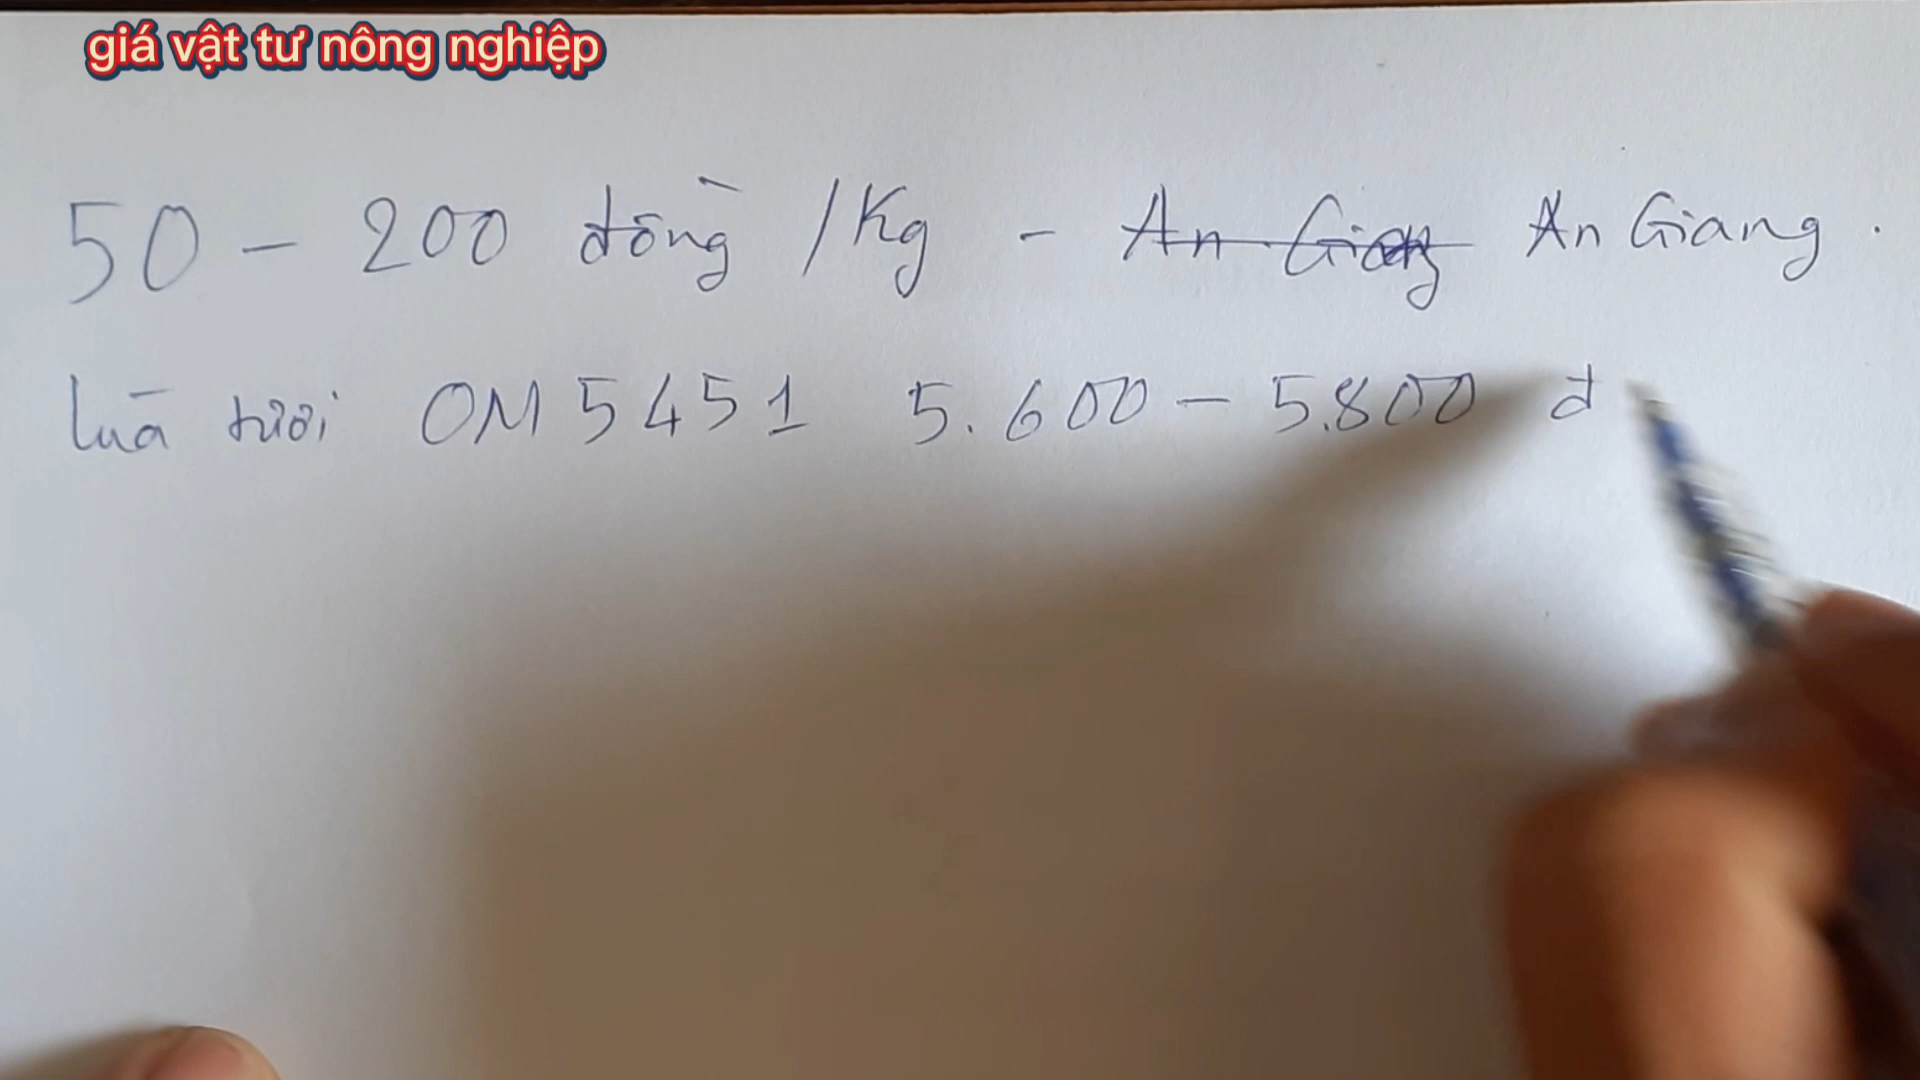 giá vật tư nông nghiệp
50 - 200 đồng /Kg - An Giang An Giang.
lúa tươi OM 5451 5.600 - 5.800 đ